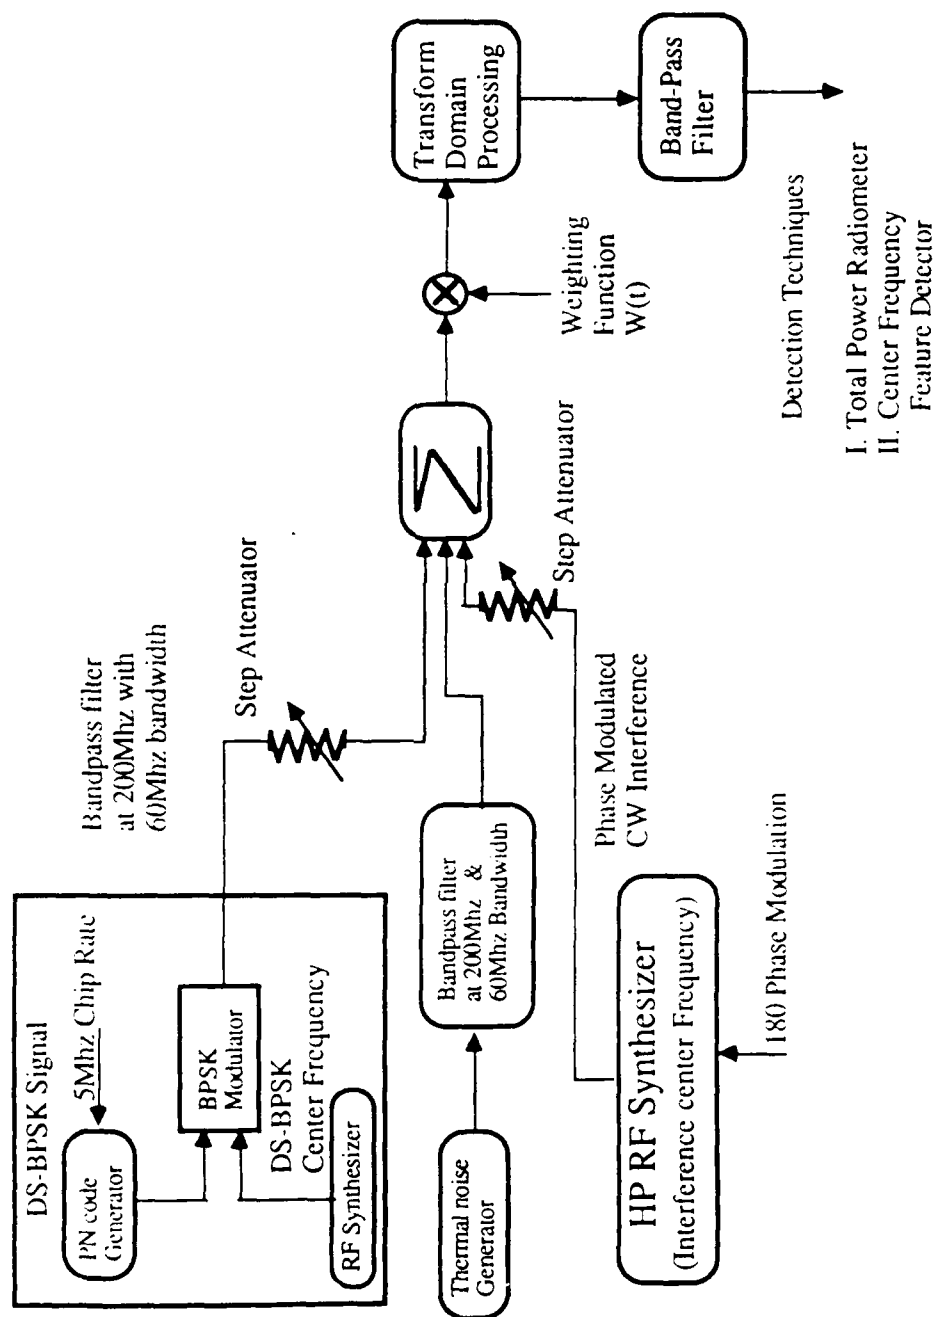 DS-BPSK Signal
5Mhz Chip Rate
PN code
Generator
BPSK
Modulator
DS-BPSK
Center Frequency
RF Synthesizer
Bandpass filter
at 200Mhz with
60Mhz bandwidth
Step Attenuator
Thermal noise
Generator
Bandpass filter
at 200Mhz &
60Mhz Bandwidth
HP RF Synthesizer
(Interference center Frequency)
180 Phase Modulation
Phase Modulated
CW Interference
Step Attenuator
Σ
Weighting
Function
W(t)
Transform
Domain
Processing
Band-Pass
Filter
Detection Techniques
I. Total Power Radiometer
II. Center Frequency
Feature Detector